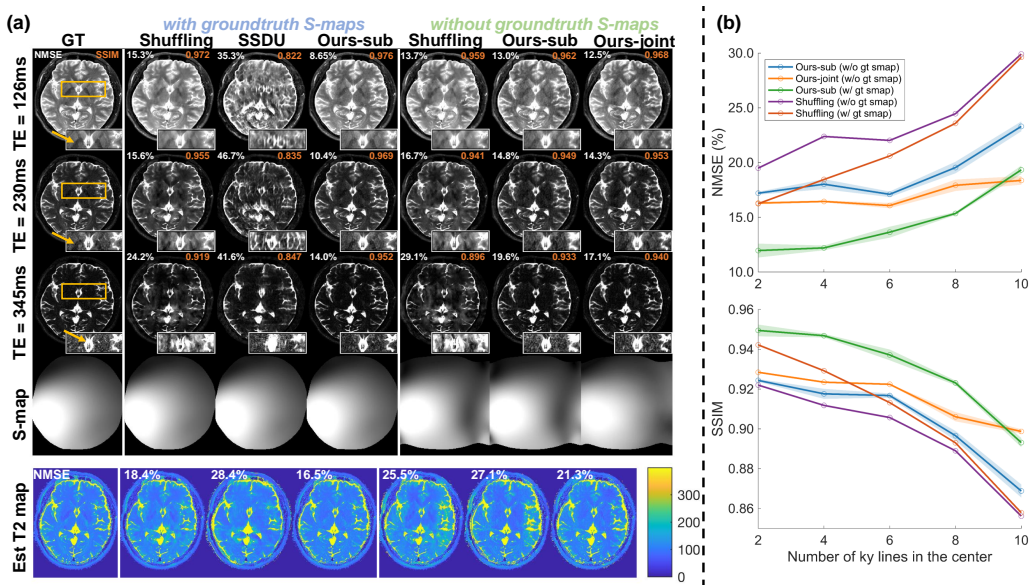 (a)
with groundtruth S-maps
without groundtruth S-maps
GT Shuffling SSDU Ours-sub Shuffling Ours-sub Ours-joint
TE = 126ms
NMSE SSIM 15.3% 0.972 35.3% 0.822 8.65% 0.976 13.7% 0.959 13.0% 0.962 12.5% 0.968
TE = 230ms
15.6% 0.955 46.7% 0.835 10.4% 0.969 16.7% 0.941 14.8% 0.949 14.3% 0.953
TE = 345ms
24.2% 0.919 41.6% 0.847 14.0% 0.952 29.1% 0.896 19.6% 0.933 17.1% 0.940
S-map
Est T2 map
NMSE 18.4% 28.4% 16.5% 25.5% 27.1% 21.3%
300
200
100
0
(b)
NMSE (%)
30.0
25.0
20.0
15.0
10.0
Ours-sub (w/o gt smap)
Ours-joint (w/o gt smap)
Ours-sub (w/ gt smap)
Shuffling (w/o gt smap)
Shuffling (w/ gt smap)
2 4 6 8 10
SSIM
0.96
0.94
0.92
0.90
0.88
0.86
2 4 6 8 10
Number of ky lines in the center